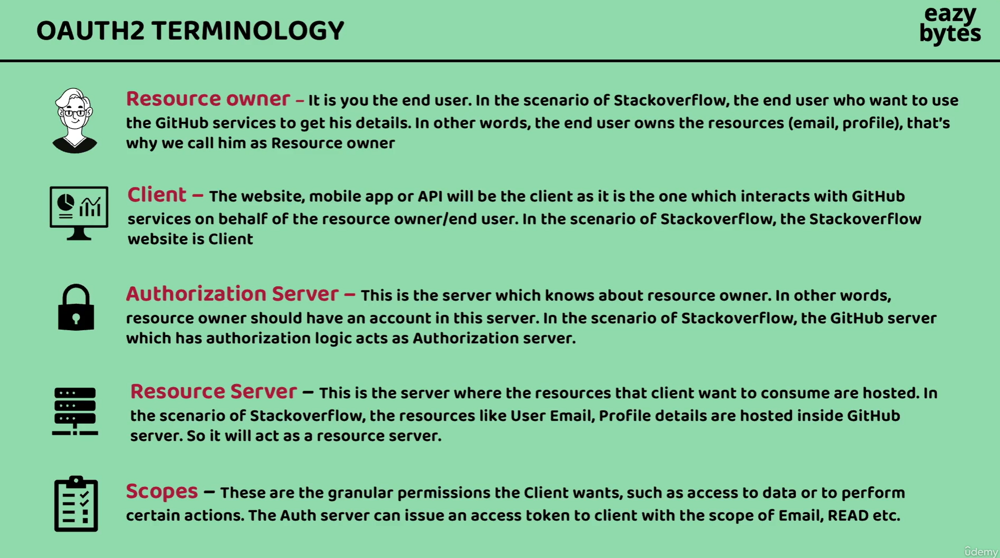 OAUTH2 TERMINOLOGY
eazy
bytes
Resource owner – It is you the end user. In the scenario of Stackoverflow, the end user who want to use
the GitHub services to get his details. In other words, the end user owns the resources (email, profile), that's
why we call him as Resource owner
Client – The website, mobile app or API will be the client as it is the one which interacts with GitHub
services on behalf of the resource owner/end user. In the scenario of Stackoverflow, the Stackoverflow
website is Client
Authorization Server – This is the server which knows about resource owner. In other words,
resource owner should have an account in this server. In the scenario of Stackoverflow, the GitHub server
which has authorization logic acts as Authorization server.
Resource Server – This is the server where the resources that client want to consume are hosted. In
the scenario of Stackoverflow, the resources like User Email, Profile details are hosted inside GitHub
server. So it will act as a resource server.
Scopes – These are the granular permissions the Client wants, such as access to data or to perform
certain actions. The Auth server can issue an access token to client with the scope of Email, READ etc.
udemy